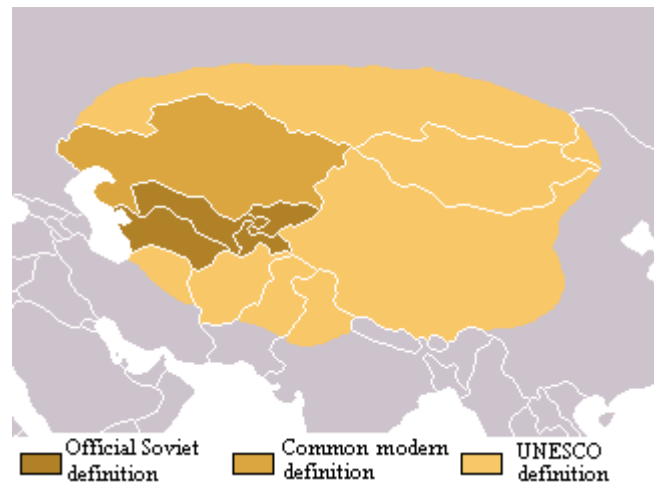 Official Soviet
definition
Common modern
definition
UNESCO
definition